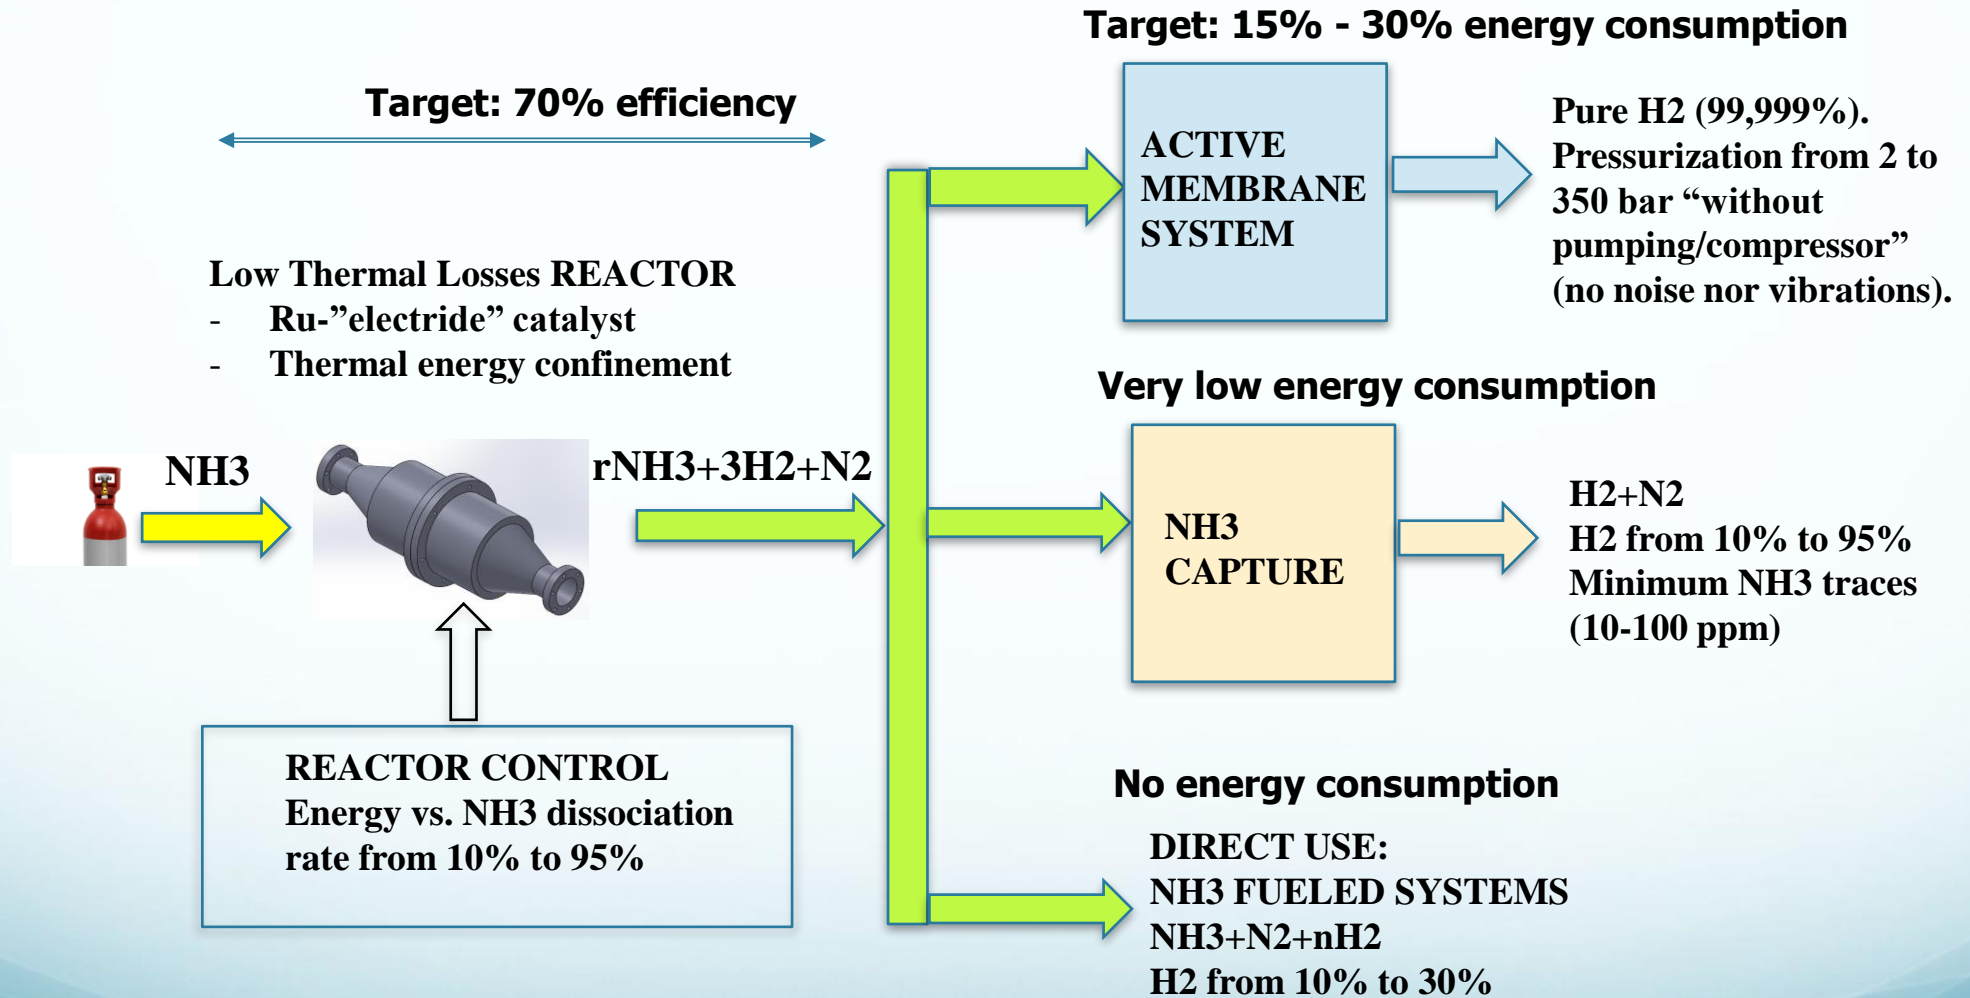 Target: 15% - 30% energy consumption
Target: 70% efficiency
Low Thermal Losses REACTOR
- Ru-”electride” catalyst
- Thermal energy confinement
NH3
rNH3+3H2+N2
REACTOR CONTROL
Energy vs. NH3 dissociation
rate from 10% to 95%
ACTIVE
MEMBRANE
SYSTEM
Pure H2 (99,999%).
Pressurization from 2 to
350 bar “without
pumping/compressor”
(no noise nor vibrations).
Very low energy consumption
NH3
CAPTURE
H2+N2
H2 from 10% to 95%
Minimum NH3 traces
(10-100 ppm)
No energy consumption
DIRECT USE:
NH3 FUELED SYSTEMS
NH3+N2+nH2
H2 from 10% to 30%